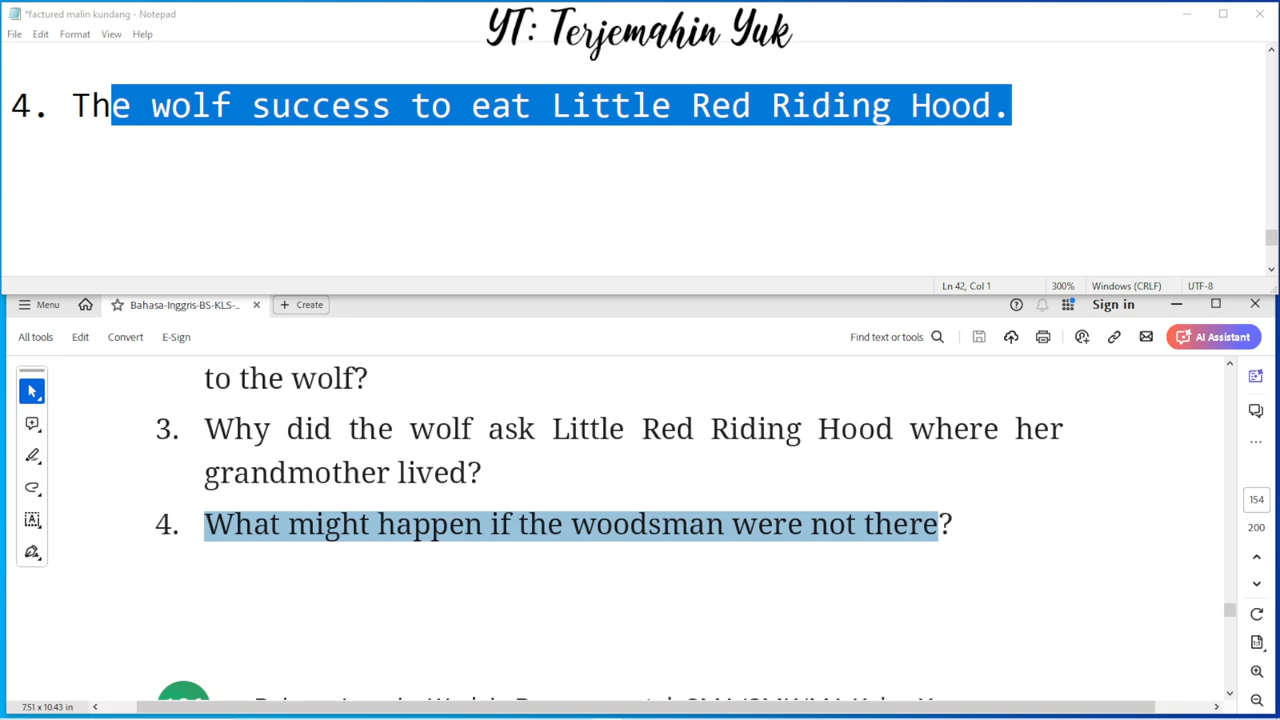 *factured malin kundang - Notepad
YT: Terjemahin Yuk
File Edit Format View Help
4. The wolf success to eat Little Red Riding Hood.
Ln 42, Col 1 300% Windows (CRLF) UTF-8
Menu Bahasa-Inggris-BS-KLS-... Create Sign in
All tools Edit Convert E-Sign Find text or tools AI Assistant
to the wolf?
3. Why did the wolf ask Little Red Riding Hood where her
grandmother lived?
154
200
4. What might happen if the woodsman were not there?
7.51 x 10.43 in